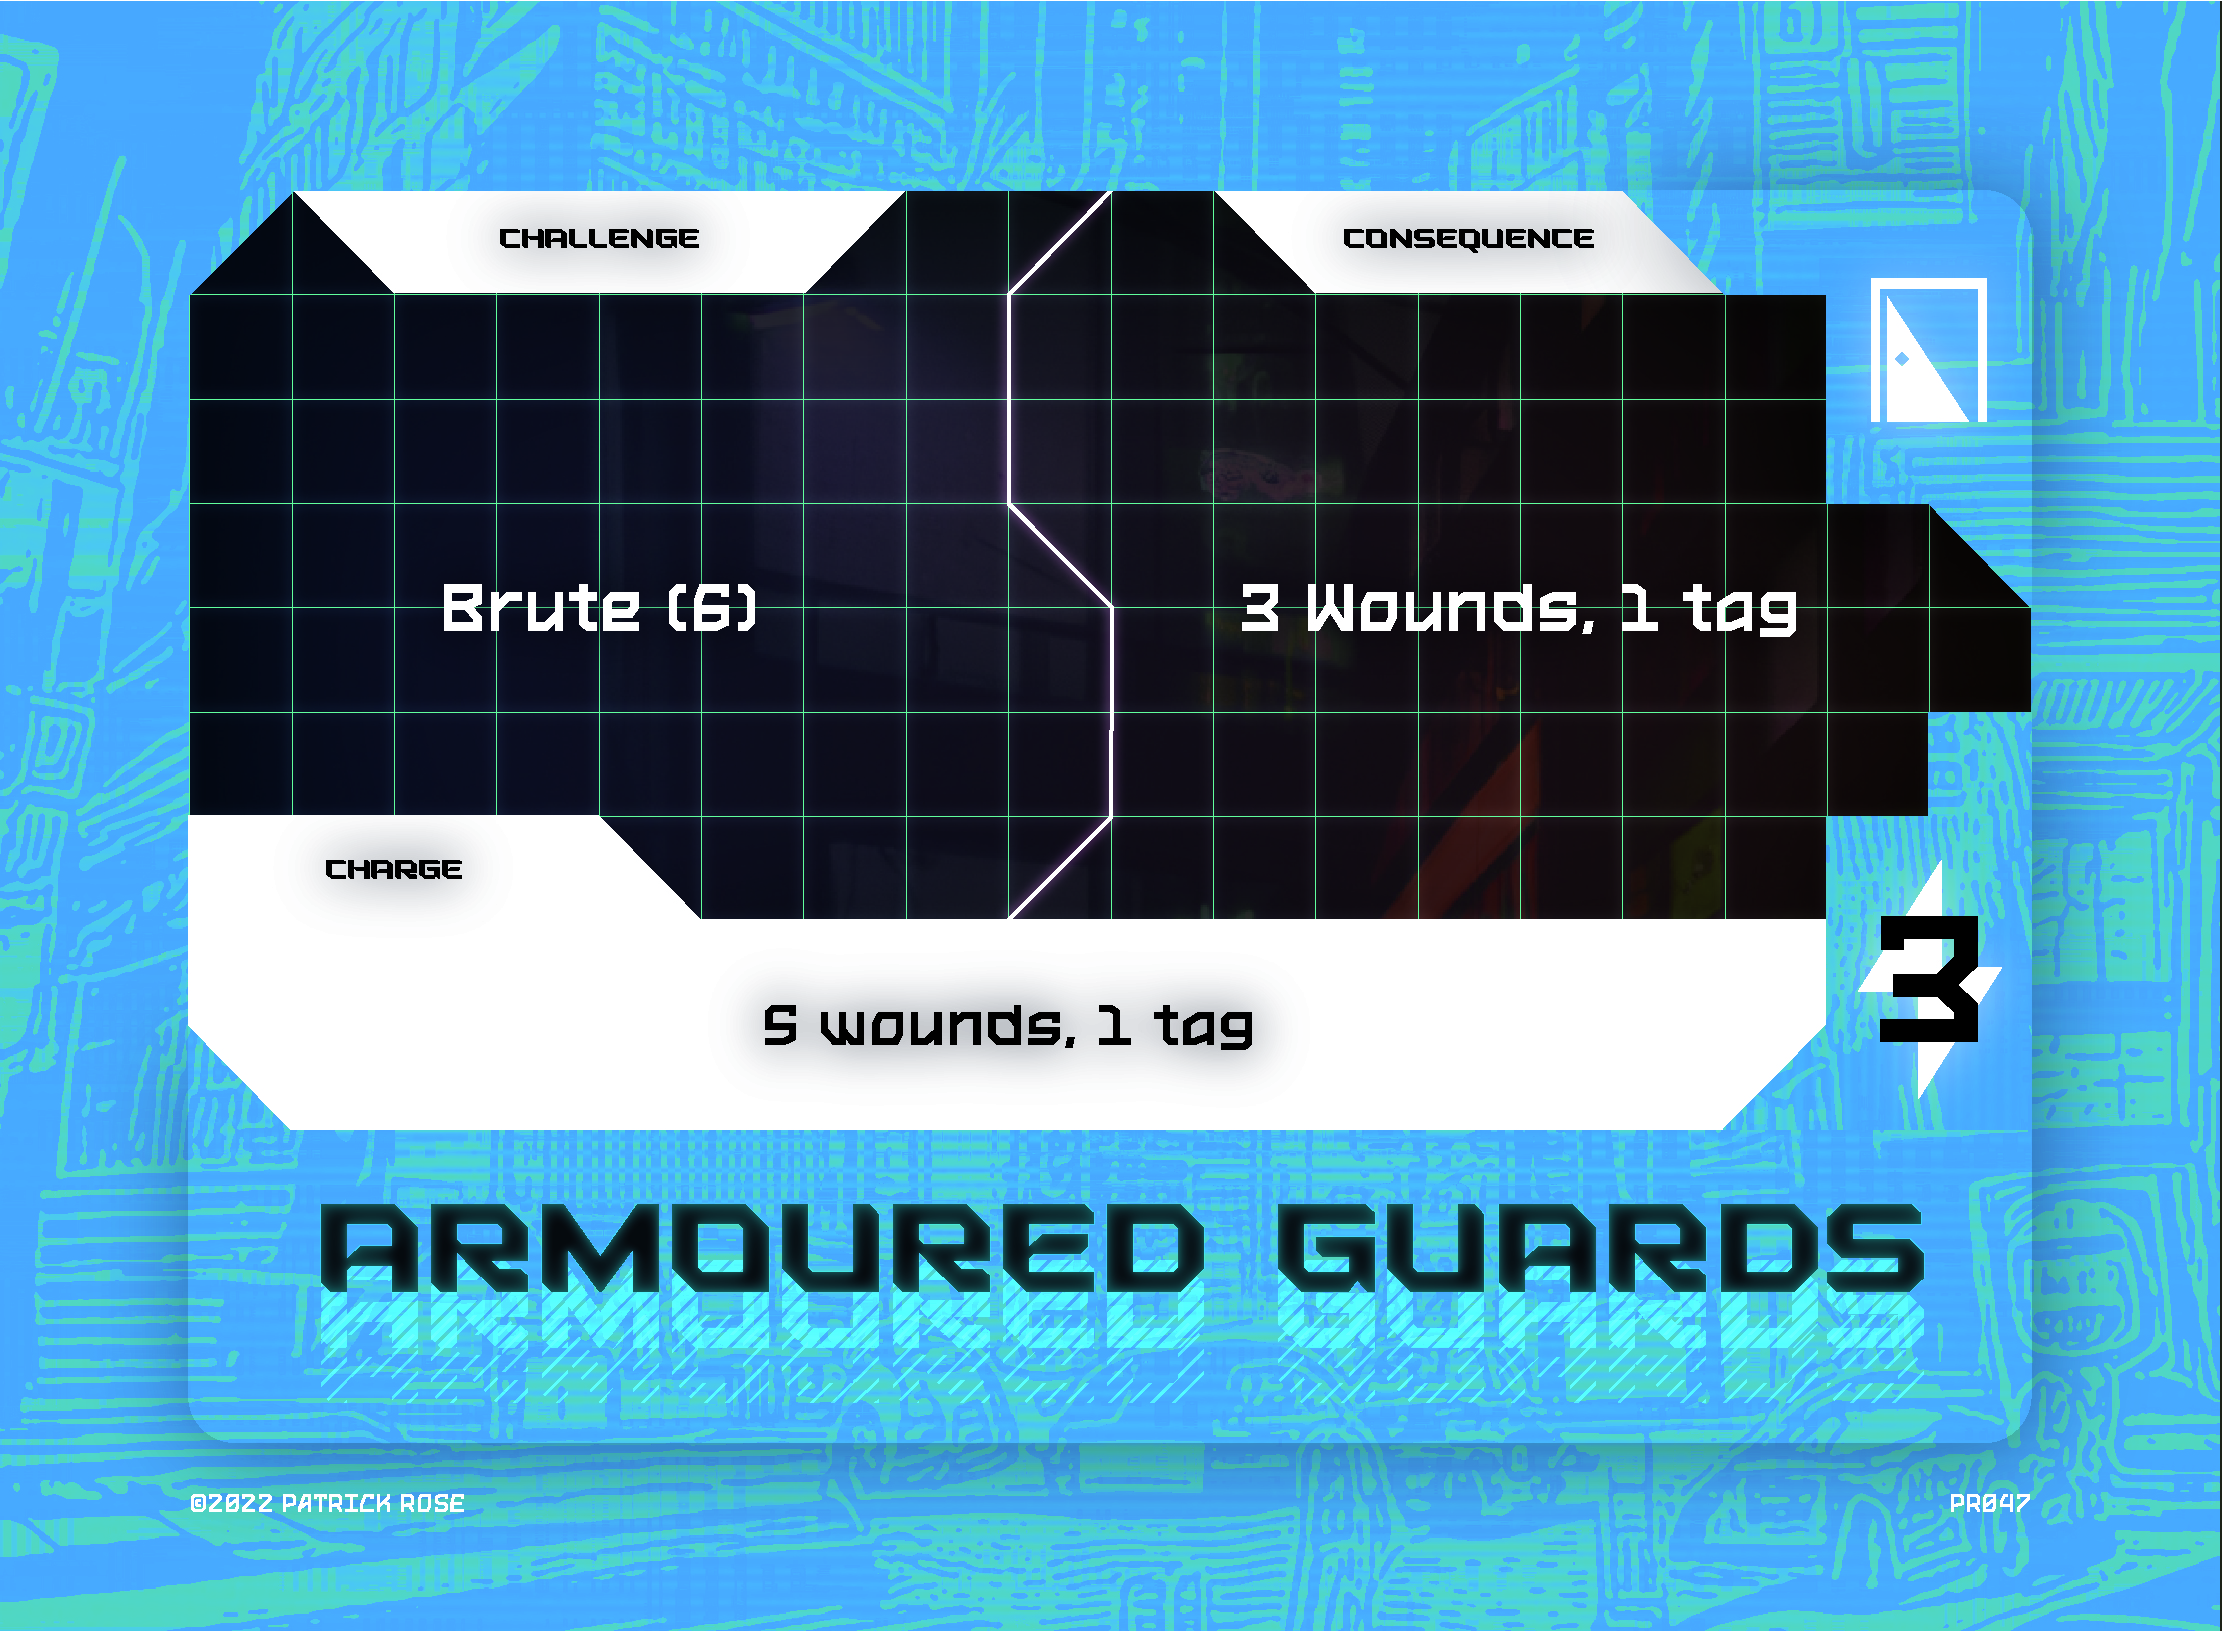 CHALLENGE
CONSEQUENCE
Brute (6)
3 Wounds, 1 tag
CHARGE
3
5 wounds, 1 tag
ARMOURED GUARDS
©2022 PATRICK ROSE
PR047